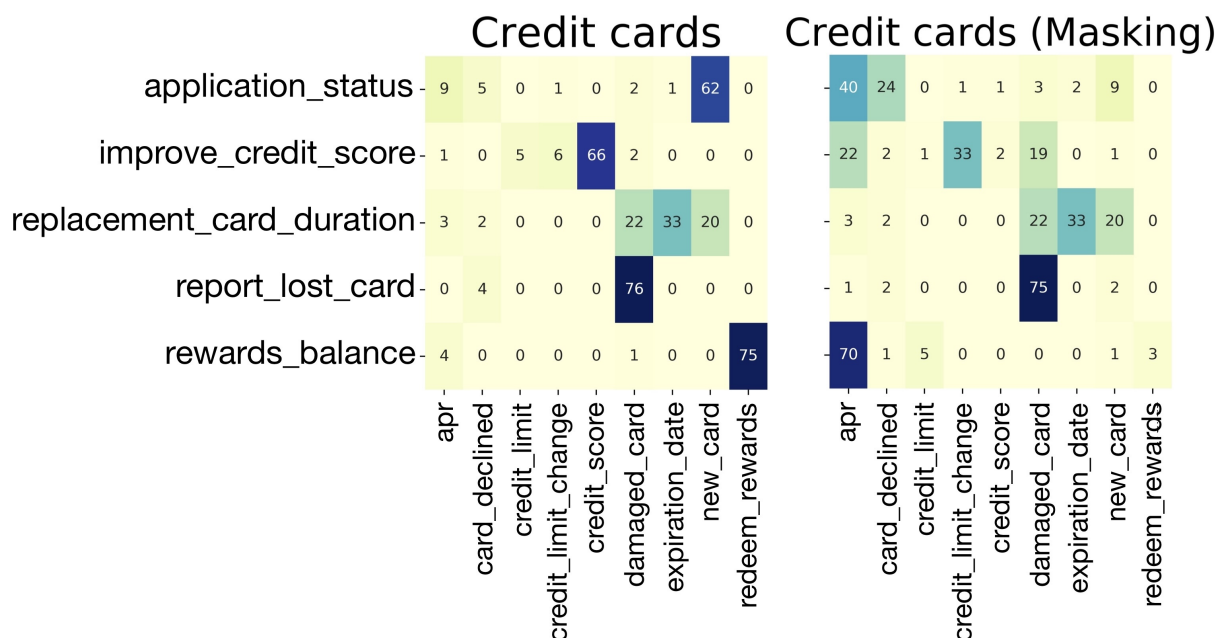 Credit cards Credit cards (Masking)
application_status 9 5 0 1 0 2 1 62 0 40 24 0 1 1 3 2 9 0
improve_credit_score 1 0 5 6 66 2 0 0 0 22 2 1 33 2 19 0 1 0
replacement_card_duration 3 2 0 0 0 22 33 20 0 3 2 0 0 0 22 33 20 0
report_lost_card 0 4 0 0 0 76 0 0 0 1 2 0 0 0 75 0 2 0
rewards_balance 4 0 0 0 0 1 0 0 75 70 1 5 0 0 0 0 1 3
apr
card_declined
credit_limit
credit_limit_change
credit_score
damaged_card
expiration_date
new_card
redeem_rewards
apr
card_declined
credit_limit
credit_limit_change
credit_score
damaged_card
expiration_date
new_card
redeem_rewards